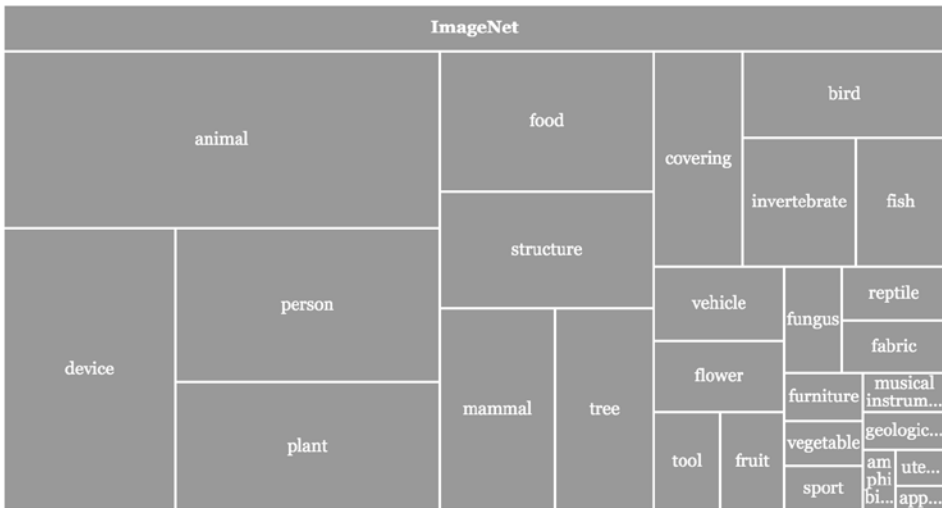 ImageNet
animal
food
covering
bird
invertebrate
fish
structure
device
person
vehicle
fungus
reptile
fabric
flower
mammal
tree
plant
furniture
musical
instrum...
geologic...
tool
fruit
vegetable
sport
am
phi
bi...
ute...
app...